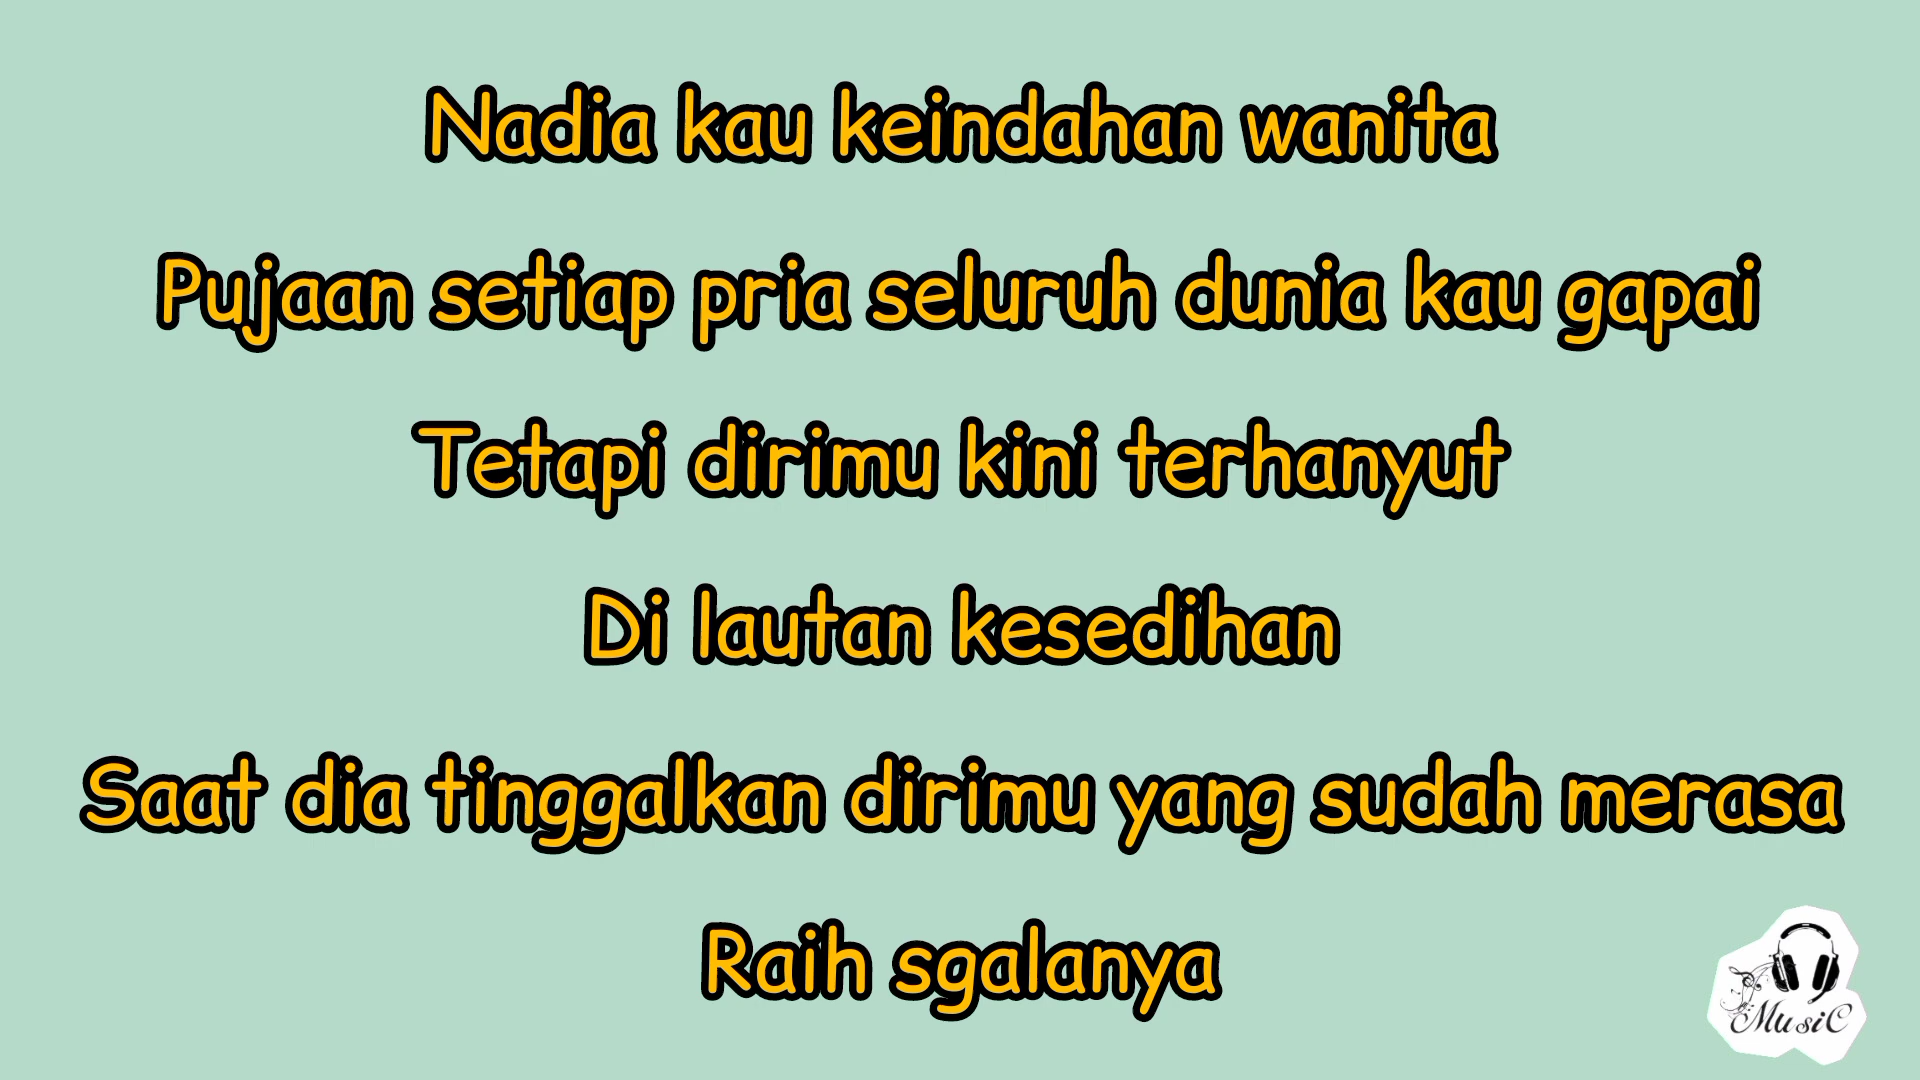 Nadia kau keindahan wanita
Pujaan setiap pria seluruh dunia kau gapai
Tetapi dirimu kini terhanyut
Di lautan kesedihan
Saat dia tinggalkan dirimu yang sudah merasa
Raih sgalanya
MusiC